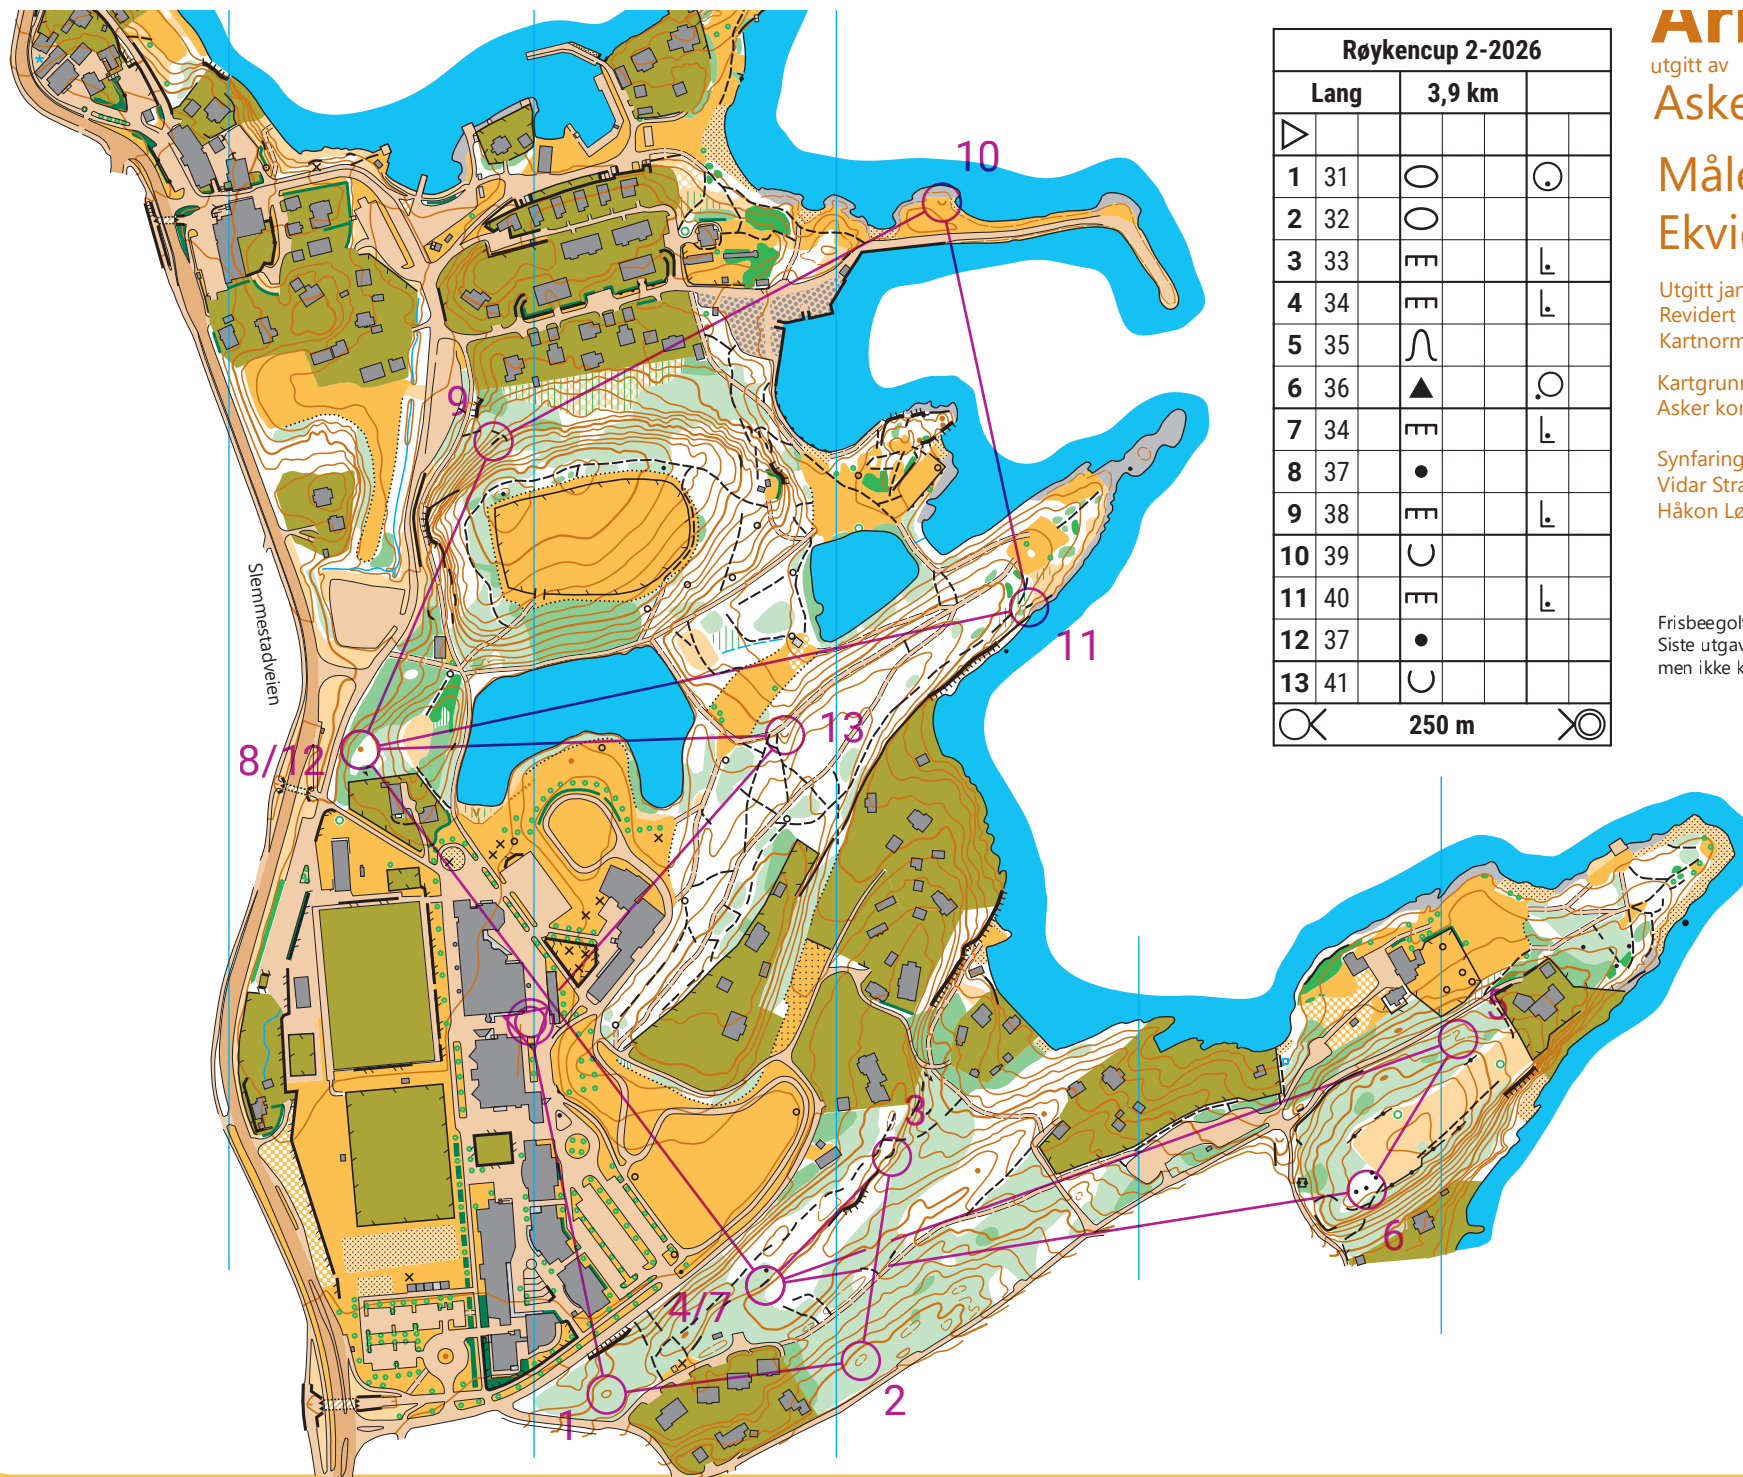 Røykencup 2-2026
Lang 3,9 km
1 31
2 32
3 33
4 34
5 35
6 36
7 34
8 37
9 38
10 39
11 40
12 37
13 41
250 m
utgitt av
Aske
Måle
Ekvi
Utgitt jan
Revidert
Kartnorm
Kartgrunn
Asker kom
Synfaring
Vidar Stra
Håkon Lø
Frisbeegolf
Siste utgav
men ikke k
10
9
11
8/12
13
Slemmestadveien
5
3
6
4/7
2
1